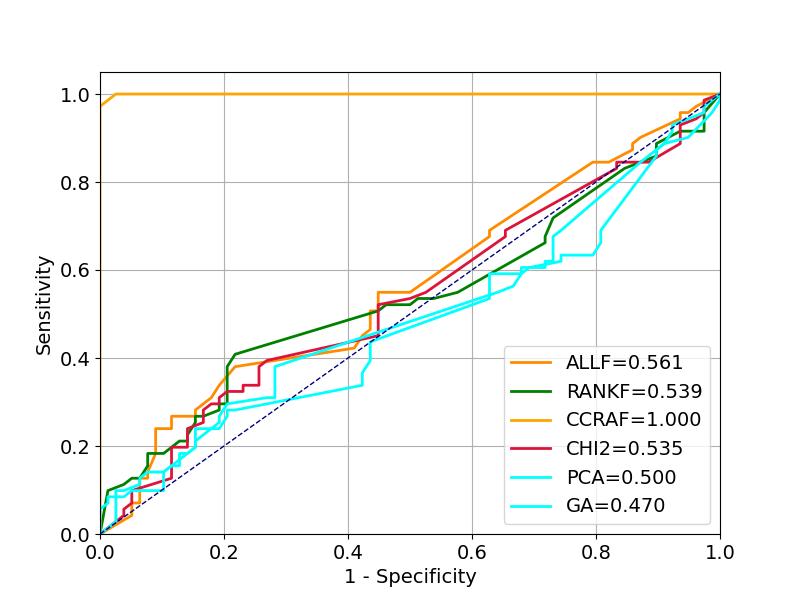 1.0
0.8
0.6
0.4
0.2
0.0
Sensitivity
ALLF=0.561
RANKF=0.539
CCRAF=1.000
CHI2=0.535
PCA=0.500
GA=0.470
0.0 0.2 0.4 0.6 0.8 1.0
1 - Specificity